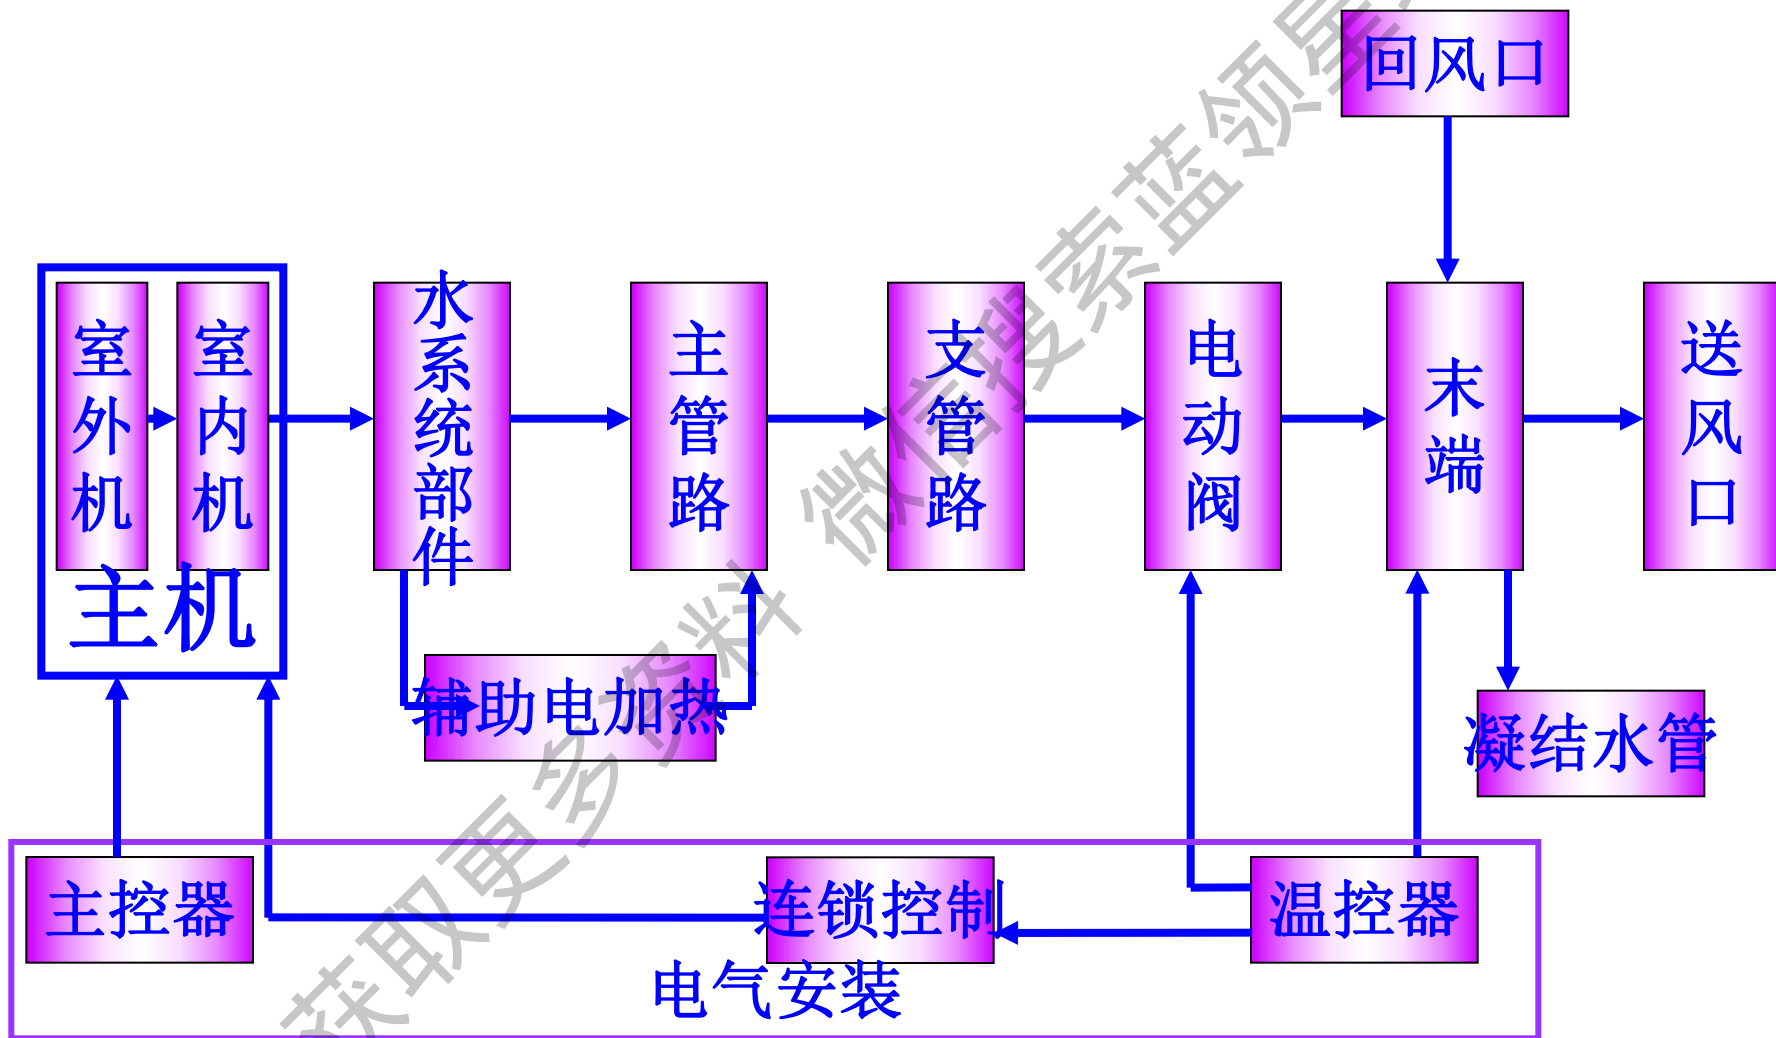 回风口
室外机
室内机
主机
水系统部件
主管路
支管路
电动阀
末端
送风口
辅助电加热
凝结水管
主控器
连锁控制
温控器
电气安装
获取更多资料 微信搜索蓝领星